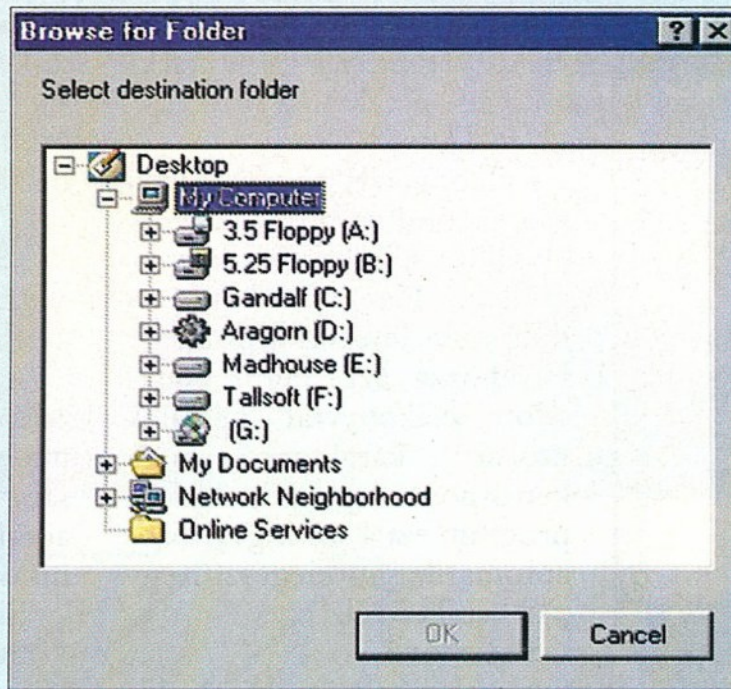 Browse for Folder
Select destination folder
Desktop
My Computer
3.5 Floppy (A:)
5.25 Floppy (B:)
Gandalf (C:)
Aragorn (D:)
Madhouse (E:)
Tallsoft (F:)
(G:)
My Documents
Network Neighborhood
Online Services
OK
Cancel